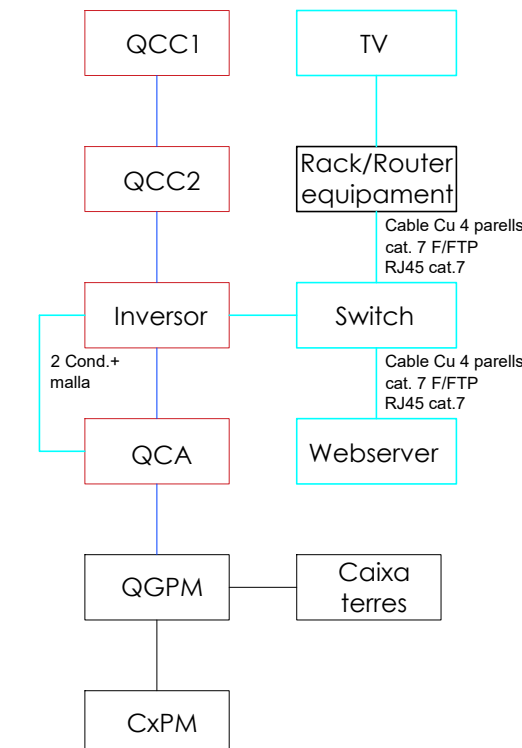 QCC1
TV
QCC2
Rack/Router
equipament
Cable Cu 4 parells
cat. 7 F/FTP
RJ45 cat.7
Inversor
Switch
2 Cond.+
malla
Cable Cu 4 parells
cat. 7 F/FTP
RJ45 cat.7
QCA
Webserver
QGPM
Caixa
terres
CxPM